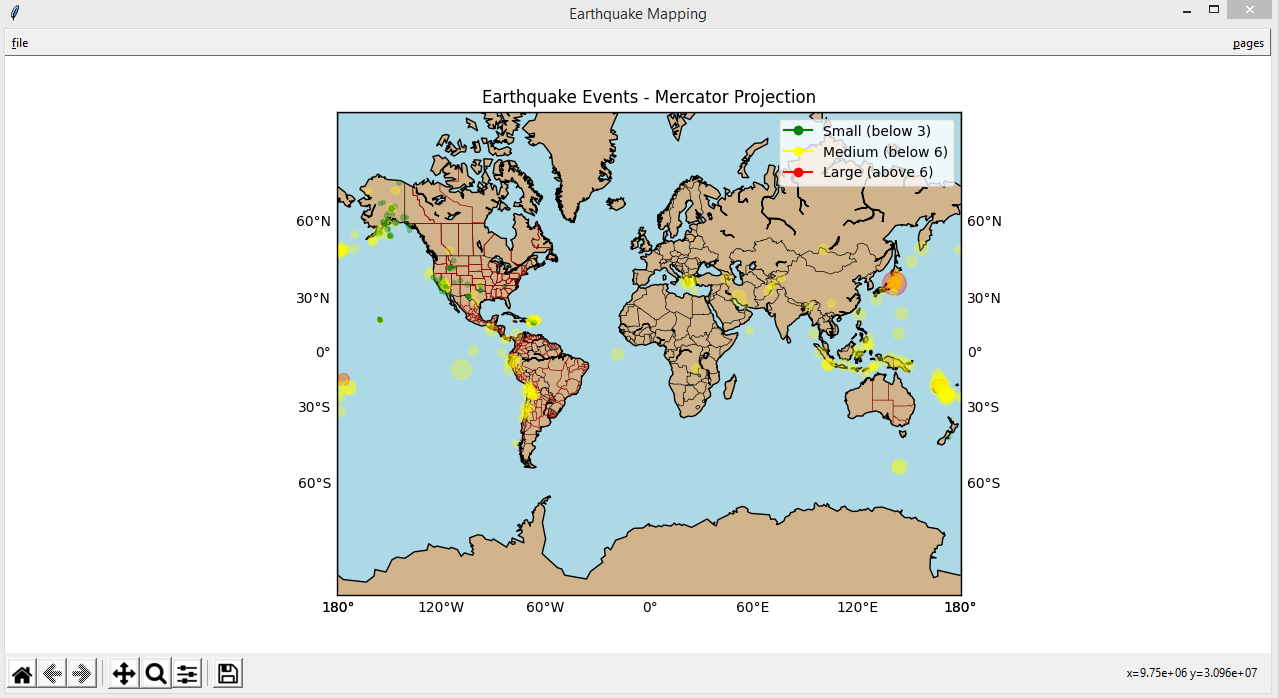 Earthquake Mapping
file
pages
Earthquake Events - Mercator Projection
Small (below 3)
Medium (below 6)
Large (above 6)
60°N
60°N
30°N
30°N
0°
0°
30°S
30°S
60°S
60°S
180°
120°W
60°W
0°
60°E
120°E
180°
x=9.75e+06 y=3.096e+07